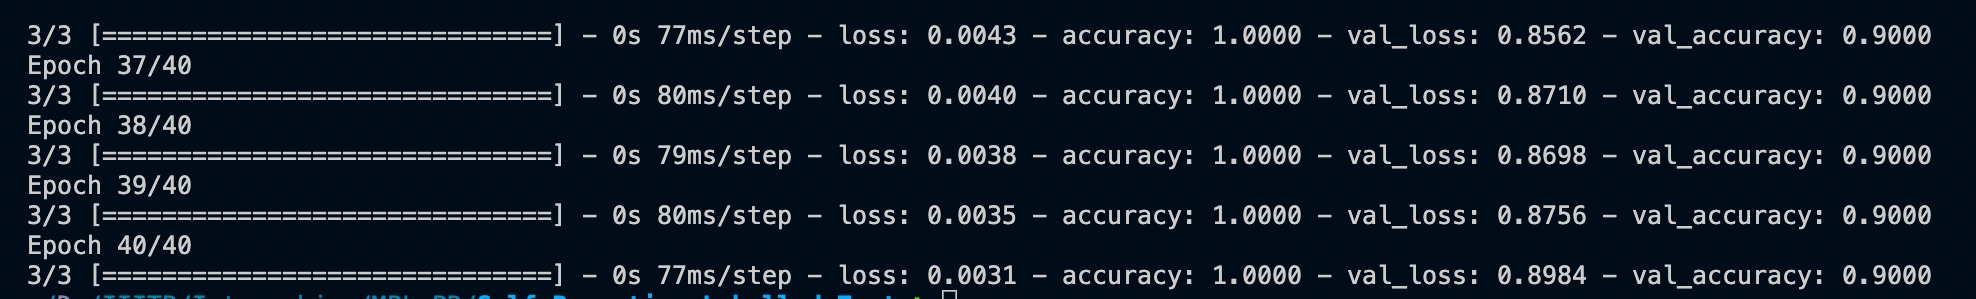 3/3 [==============================] - 0s 77ms/step - loss: 0.0043 - accuracy: 1.0000 - val_loss: 0.8562 - val_accuracy: 0.9000
Epoch 37/40
3/3 [==============================] - 0s 80ms/step - loss: 0.0040 - accuracy: 1.0000 - val_loss: 0.8710 - val_accuracy: 0.9000
Epoch 38/40
3/3 [==============================] - 0s 79ms/step - loss: 0.0038 - accuracy: 1.0000 - val_loss: 0.8698 - val_accuracy: 0.9000
Epoch 39/40
3/3 [==============================] - 0s 80ms/step - loss: 0.0035 - accuracy: 1.0000 - val_loss: 0.8756 - val_accuracy: 0.9000
Epoch 40/40
3/3 [==============================] - 0s 77ms/step - loss: 0.0031 - accuracy: 1.0000 - val_loss: 0.8984 - val_accuracy: 0.9000